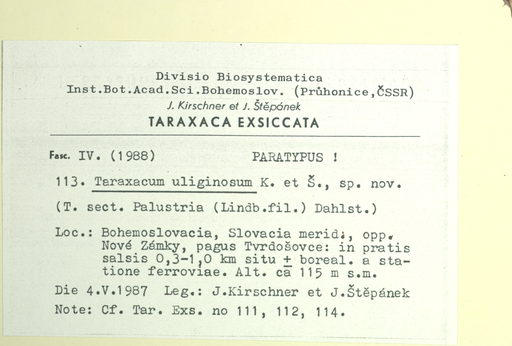 Divisio Biosystematica
Inst.Bot.Acad.Sci.Bohemoslov. (Průhonice,ČSSR)
J. Kirschner et J. Štěpánek
TARAXACA EXSICCATA
Fasc. IV. (1988) PARATYPUS !
113. Taraxacum uliginosum K. et Š., sp. nov.
(T. sect. Palustria (Lindb.fil.) Dahlst.)
Loc.: Bohemoslovacia, Slovacia merid., opp.
Nové Zámky, pagus Tvrdošovce: in pratis
salsis 0,3-1,0 km situ ± boreal. a sta-
tione ferroviae. Alt. ca 115 m s.m.
Die 4.V.1987 Leg.: J.Kirschner et J.Štěpánek
Note: Cf. Tar. Exs. no 111, 112, 114.